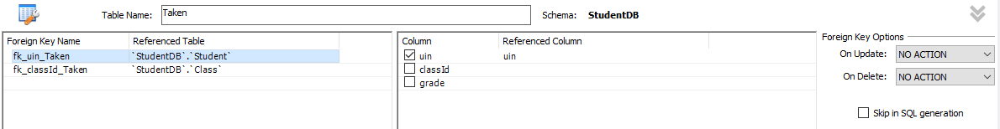 Table Name: Taken Schema: StudentDB
Foreign Key Name Referenced Table
fk_uin_Taken `StudentDB`.`Student`
fk_classId_Taken `StudentDB`.`Class`
Column Referenced Column
uin uin
classId
grade
Foreign Key Options
On Update: NO ACTION
On Delete: NO ACTION
Skip in SQL generation